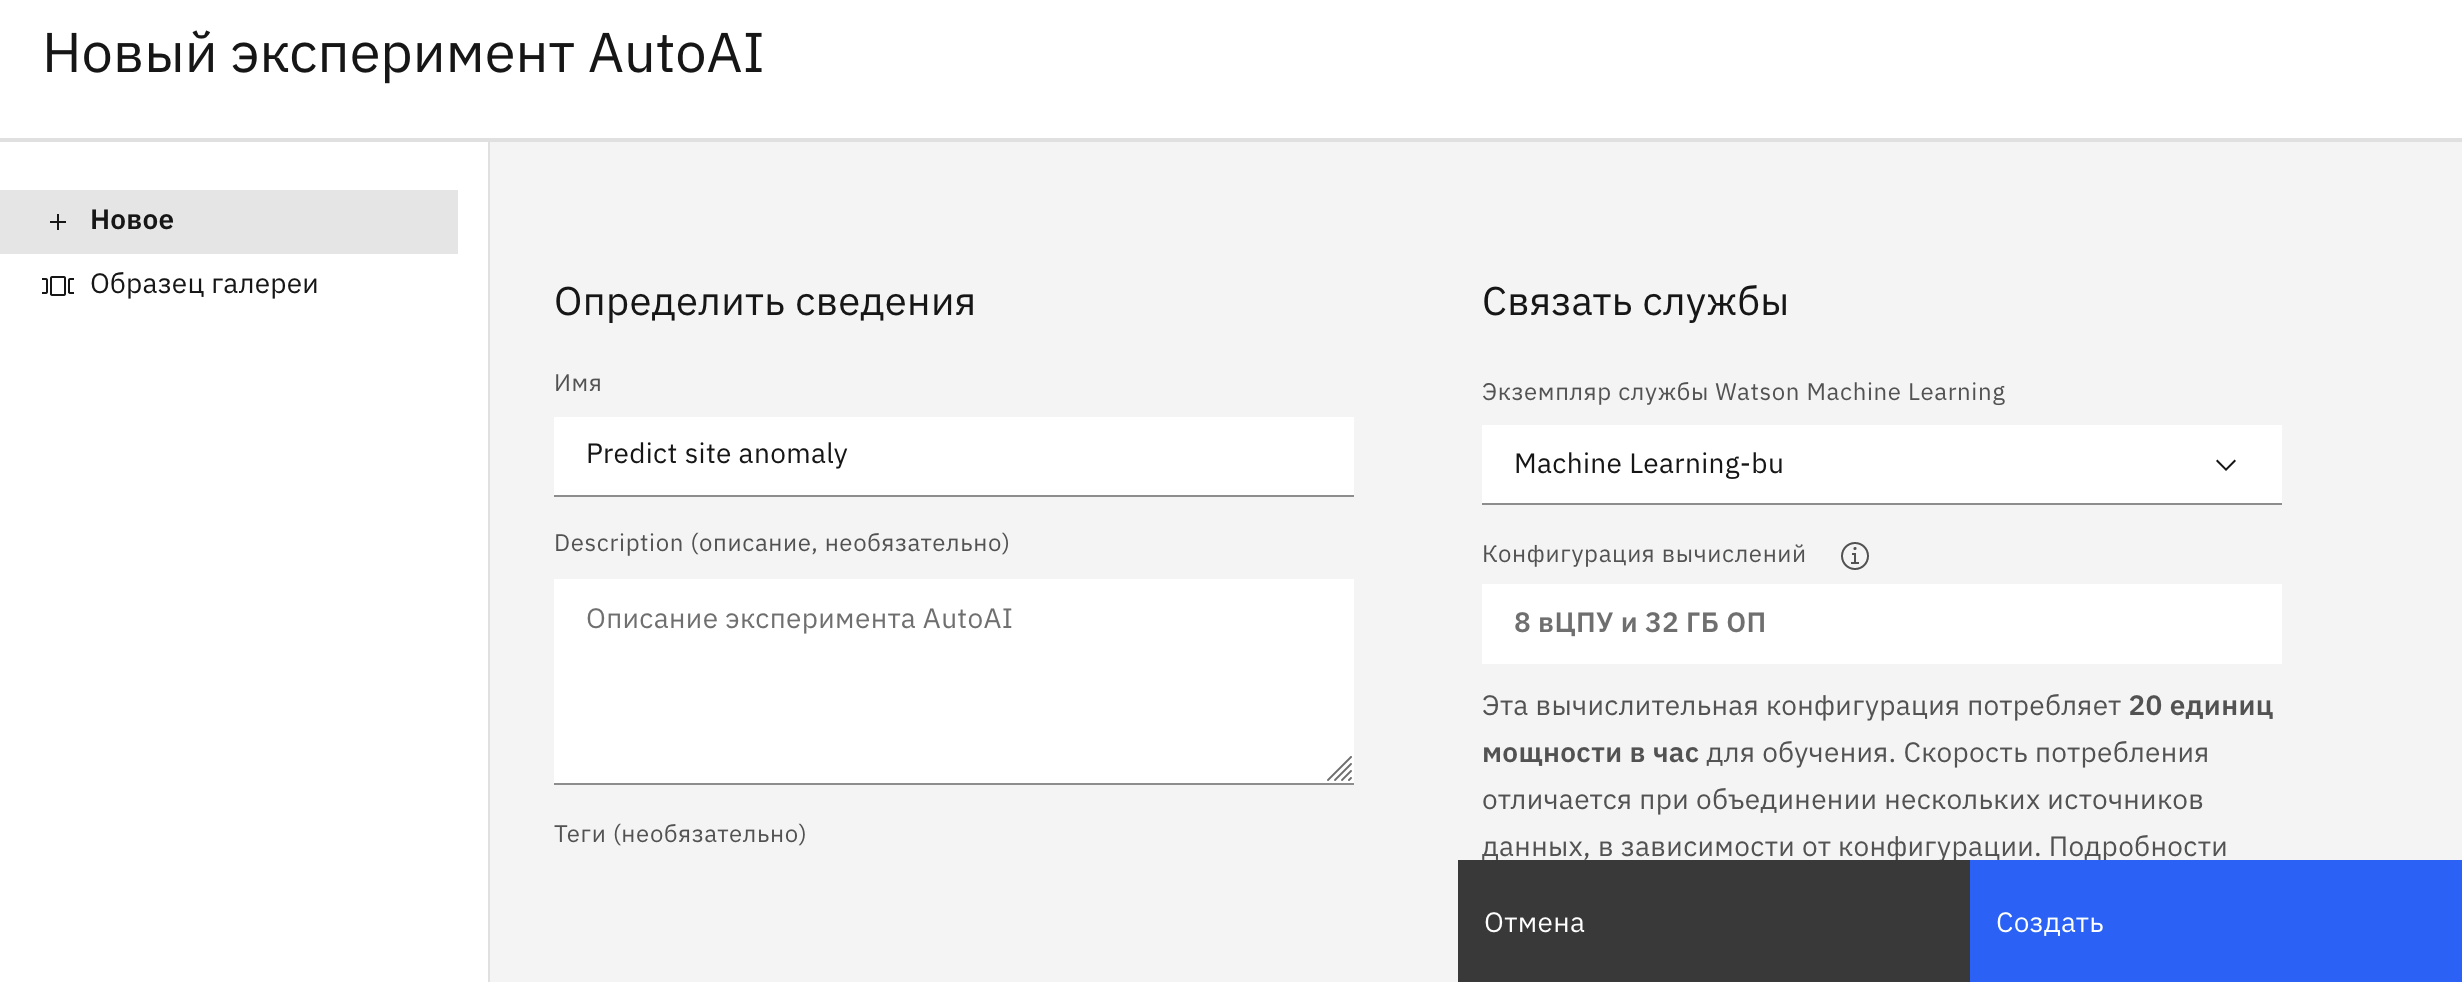 Новый эксперимент AutoAI
Новое
Образец галереи
Определить сведения
Имя
Predict site anomaly
Description (описание, необязательно)
Описание эксперимента AutoAI
Теги (необязательно)
Связать службы
Экземпляр службы Watson Machine Learning
Machine Learning-bu
Конфигурация вычислений
8 вЦПУ и 32 ГБ ОП
Эта вычислительная конфигурация потребляет 20 единиц
мощности в час для обучения. Скорость потребления
отличается при объединении нескольких источников
данных, в зависимости от конфигурации. Подробности
Отмена
Создать